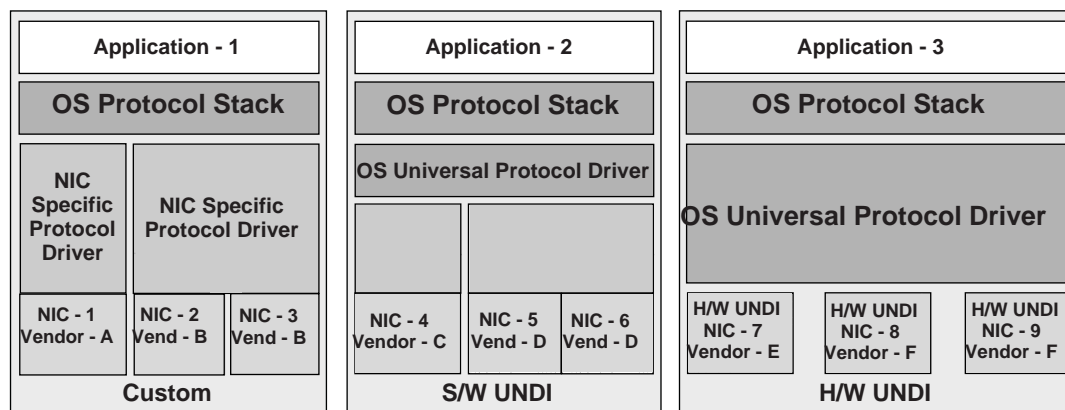 Application - 1
OS Protocol Stack
NIC
Specific
Protocol
Driver
NIC Specific
Protocol Driver
NIC - 1
Vendor - A
NIC - 2
Vend - B
NIC - 3
Vend - B
Custom
Application - 2
OS Protocol Stack
OS Universal Protocol Driver
NIC - 4
Vendor - C
NIC - 5
Vend - D
NIC - 6
Vend - D
S/W UNDI
Application - 3
OS Protocol Stack
OS Universal Protocol Driver
H/W UNDI
NIC - 7
Vendor - E
H/W UNDI
NIC - 8
Vendor - F
H/W UNDI
NIC - 9
Vendor - F
H/W UNDI